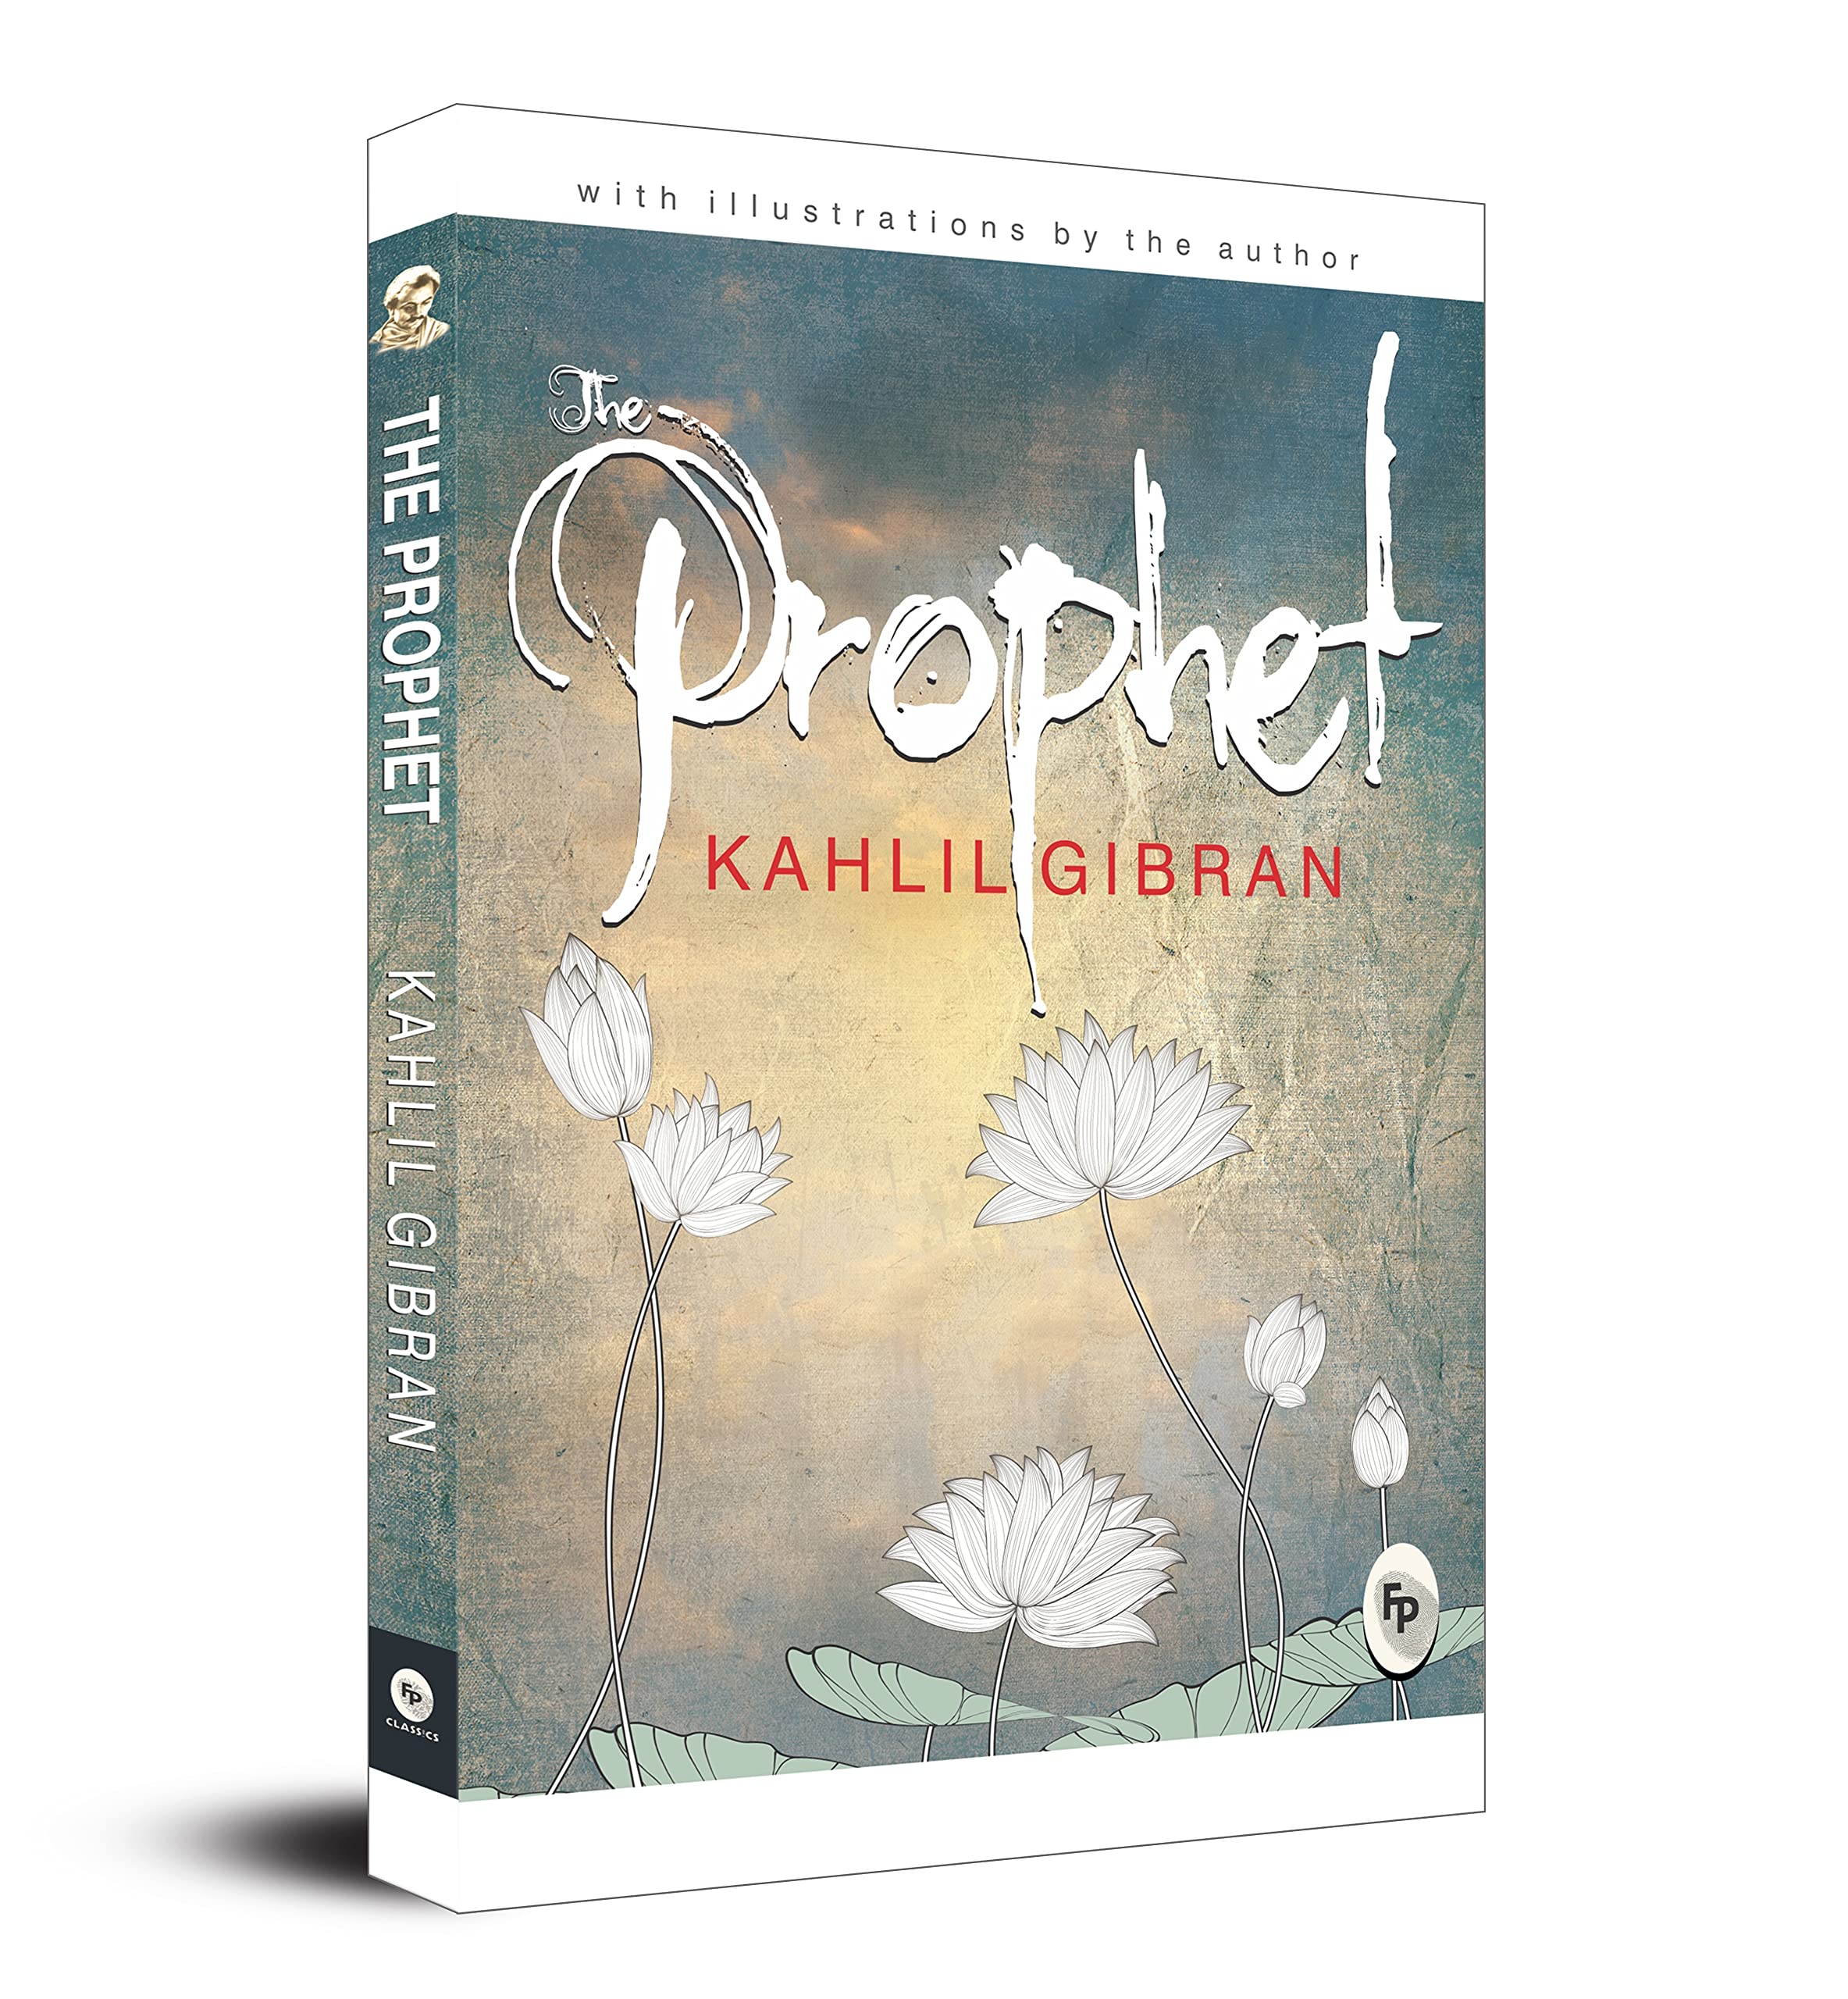 with illustrations by the author
The
Prophet
KAHLIL GIBRAN
FP
THE PROPHET KAHLIL GIBRAN
FP
CLASSICS